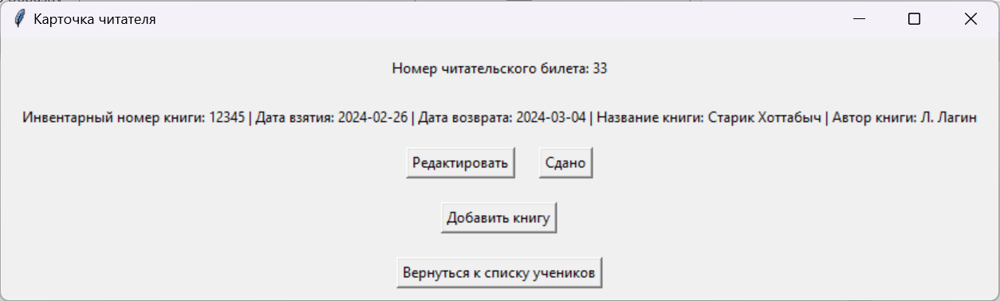 Карточка читателя
Номер читательского билета: 33
Инвентарный номер книги: 12345 | Дата взятия: 2024-02-26 | Дата возврата: 2024-03-04 | Название книги: Старик Хоттабыч | Автор книги: Л. Лагин
Редактировать Сдано
Добавить книгу
Вернуться к списку учеников